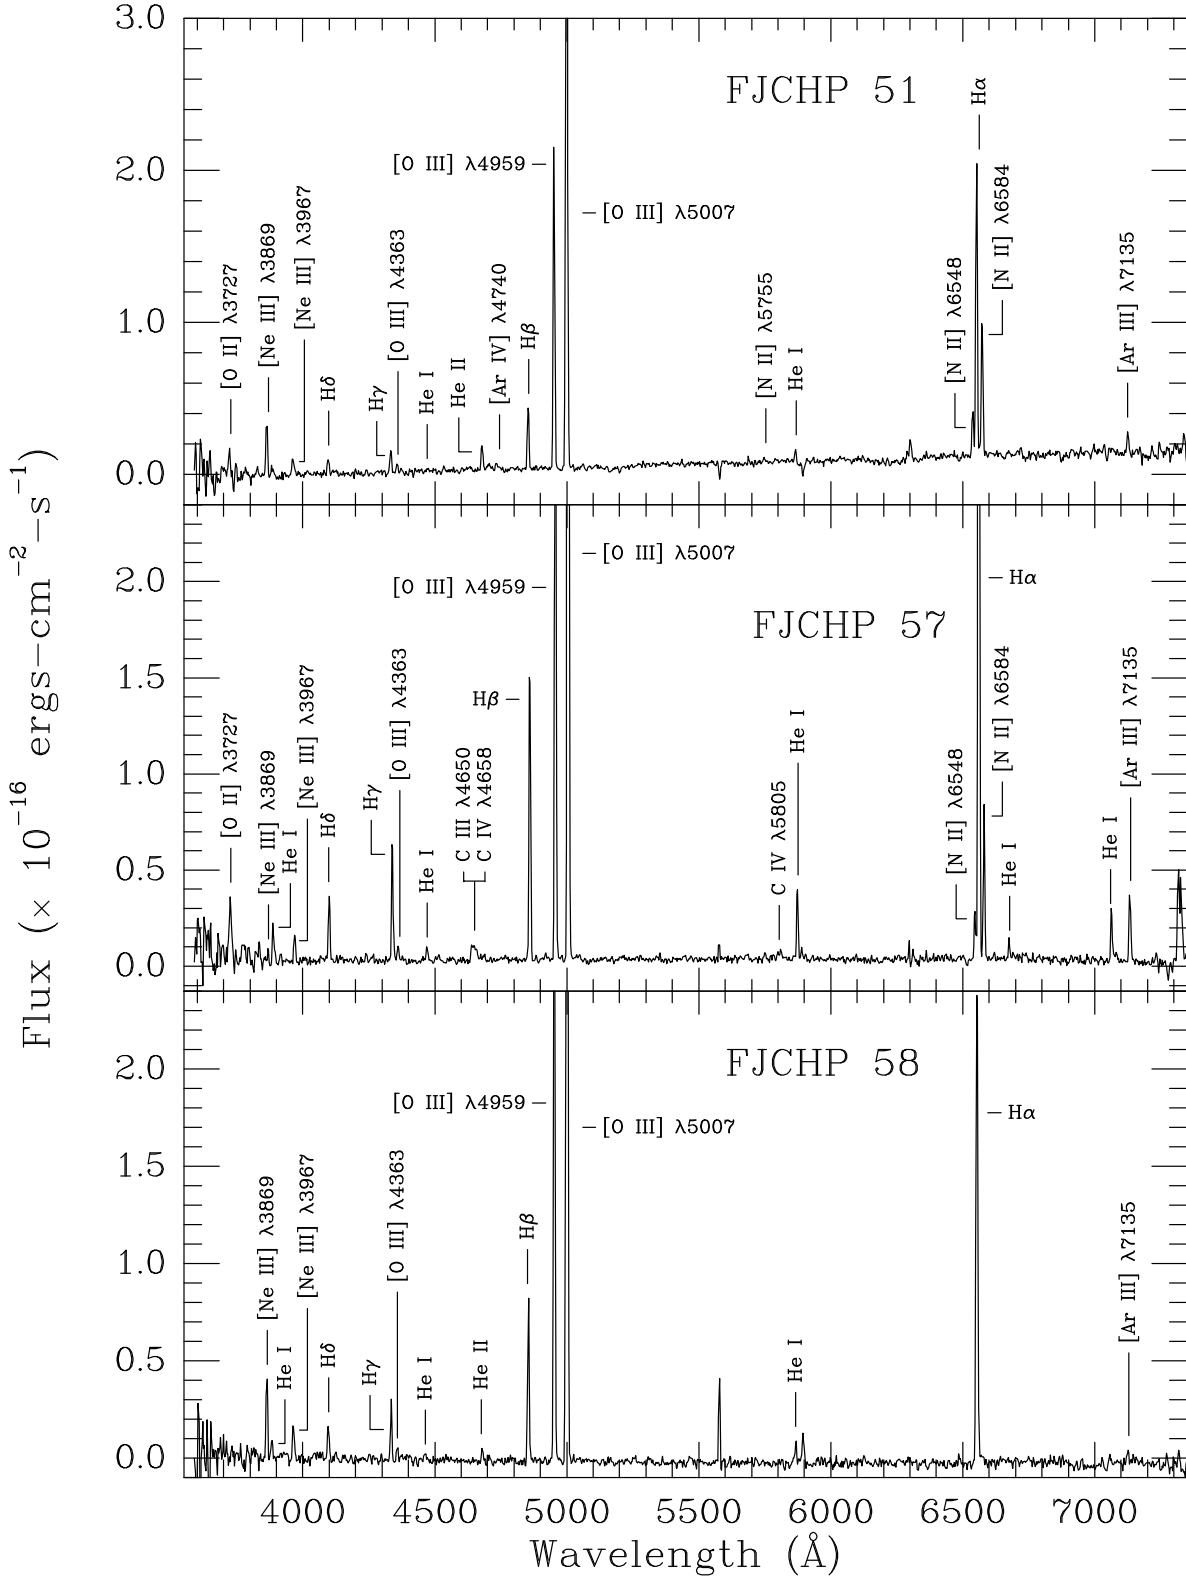 Flux (× 10−16 ergs−cm−2−s−1)
3.0
2.0
1.0
0.0
FJCHP 51
[O II] λ3727
[Ne III] λ3869
[Ne III] λ3967
Hδ
Hγ
[O III] λ4363
He I
He II
[Ar IV] λ4740
Hβ
[O III] λ4959
[O III] λ5007
[N II] λ5755
He I
[N II] λ6548
Hα
[N II] λ6584
[Ar III] λ7135
2.0
1.5
1.0
0.5
0.0
FJCHP 57
[O II] λ3727
[Ne III] λ3869
He I
[Ne III] λ3967
Hδ
Hγ
[O III] λ4363
He I
C III λ4650
C IV λ4658
Hβ
[O III] λ4959
[O III] λ5007
C IV λ5805
He I
[N II] λ6548
Hα
[N II] λ6584
He I
He I
[Ar III] λ7135
2.0
1.5
1.0
0.5
0.0
FJCHP 58
[Ne III] λ3869
He I
[Ne III] λ3967
Hδ
Hγ
[O III] λ4363
He I
He II
Hβ
[O III] λ4959
[O III] λ5007
He I
Hα
[Ar III] λ7135
4000 4500 5000 5500 6000 6500 7000
Wavelength (Å)